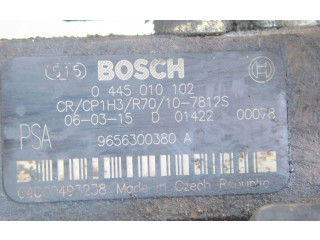 BOSCH
0 445 010 102
CR/CP1H3/R70/10-7812S
06-03-15 D 01422 00078
PSA
9656300380 A
Made in Czech Republic